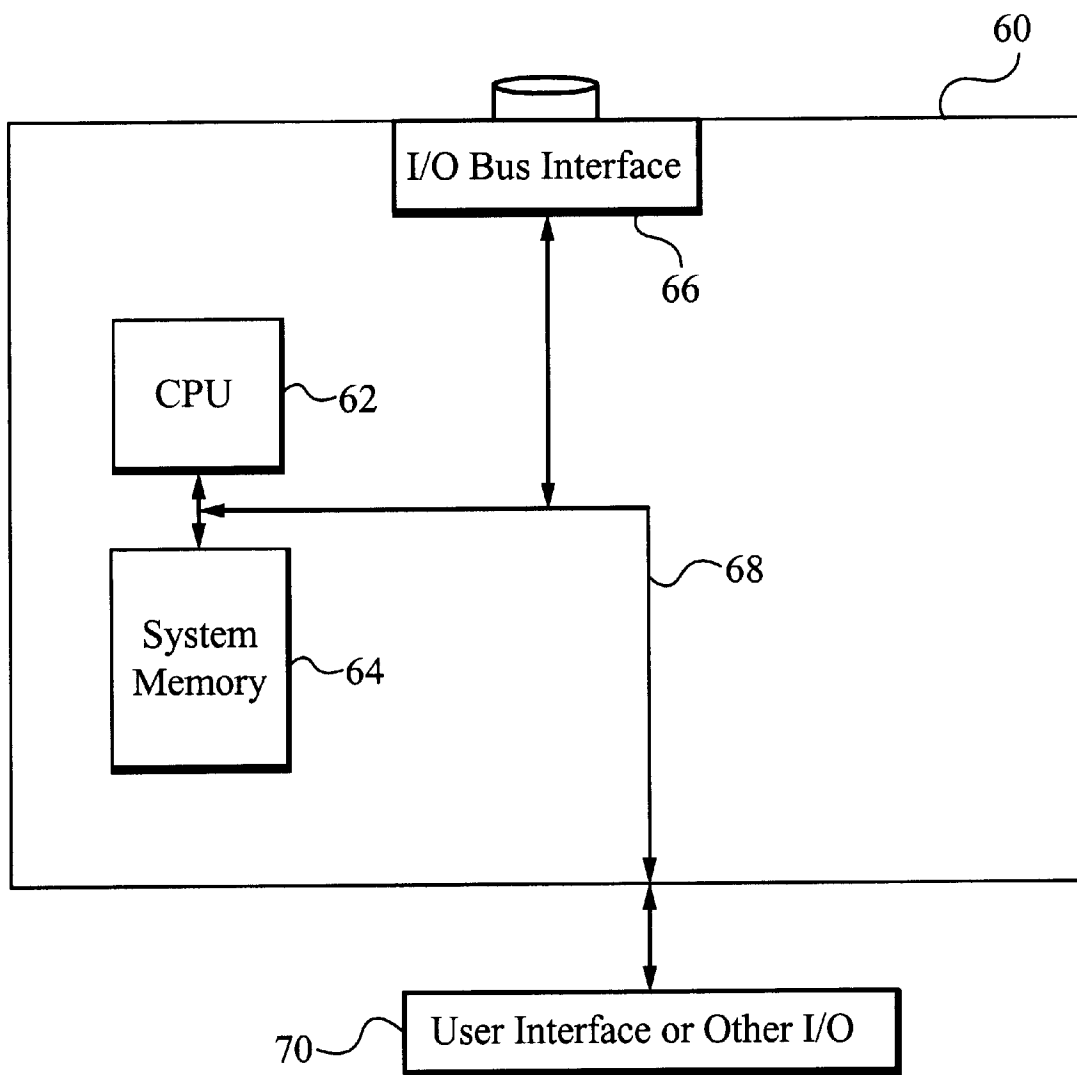 60
I/O Bus Interface
66
CPU
62
68
System
Memory
64
70
User Interface or Other I/O